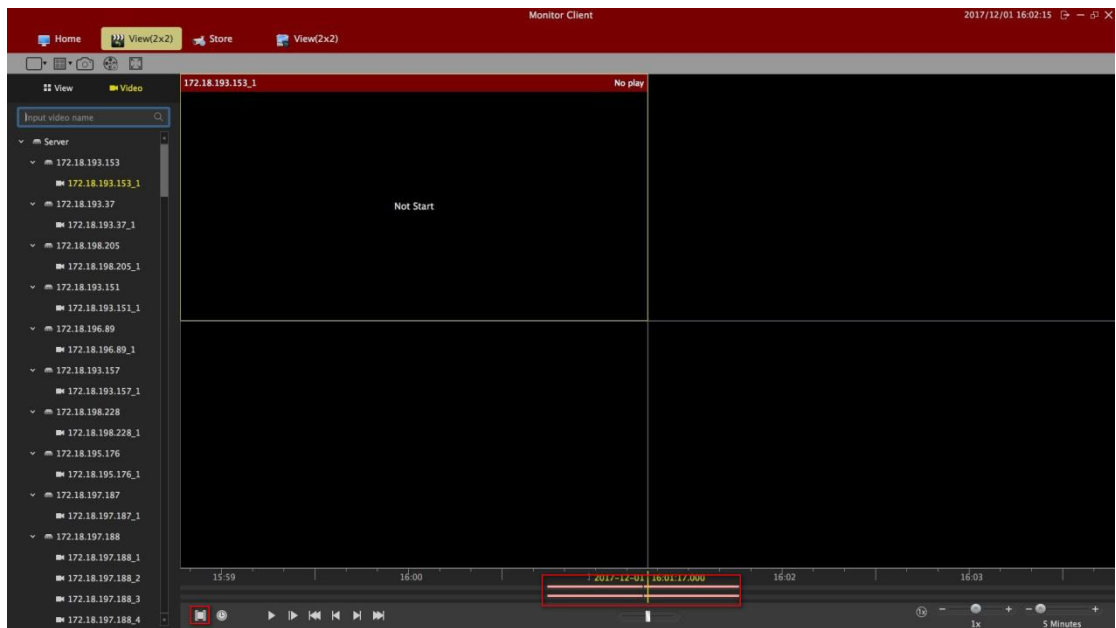 Monitor Client
2017/12/01 16:02:15
Home View(2x2) Store View(2x2)
View Video
Input video name
Server
172.18.193.153
172.18.193.153_1
172.18.193.37
172.18.193.37_1
172.18.198.205
172.18.198.205_1
172.18.193.151
172.18.193.151_1
172.18.196.89
172.18.196.89_1
172.18.193.157
172.18.193.157_1
172.18.198.228
172.18.198.228_1
172.18.195.176
172.18.195.176_1
172.18.197.187
172.18.197.187_1
172.18.197.188
172.18.197.188_1
172.18.197.188_2
172.18.197.188_3
172.18.197.188_4
172.18.193.153_1 No play
Not Start
15:59 16:00 2017-12-01 16:01:17.000 16:02 16:03
1x
1x 5 Minutes